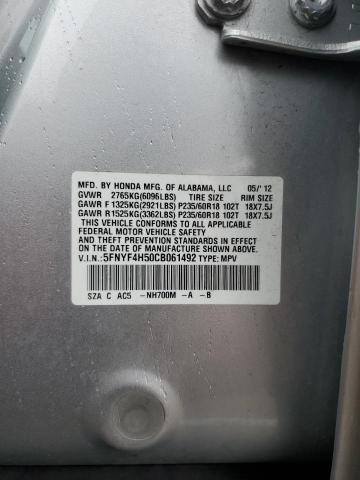 MFD. BY HONDA MFG. OF ALABAMA, LLC 05/'12
GVWR 2765KG(6096LBS) TIRE SIZE RIM SIZE
GAWR F 1325KG(2921LBS) P235/60R18 102T 18X7.5J
GAWR R1525KG(3362LBS) P235/60R18 102T 18X7.5J
THIS VEHICLE CONFORMS TO ALL APPLICABLE
FEDERAL MOTOR VEHICLE SAFETY AND
THEFT PREVENTION STANDARDS IN EFFECT
ON THE DATE OF MANUFACTURE SHOWN ABOVE.
V.I.N.: 5FNYF4H50CB061492 TYPE: MPV
SZA C AC5 -NH700M -A -B